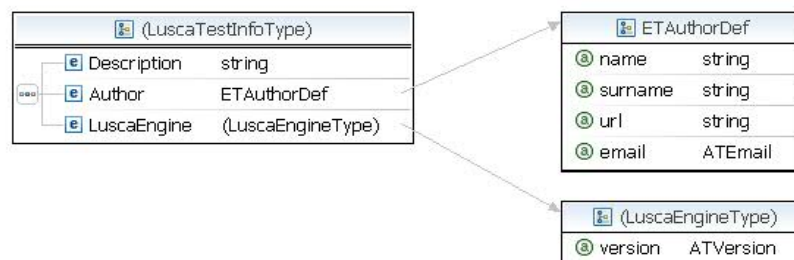 (LuscaTestInfoType)
e Description string
e Author ETAuthorDef
e LuscaEngine (LuscaEngineType)
ETAuthorDef
a name string
a surname string
a url string
a email ATEmail
(LuscaEngineType)
a version ATVersion